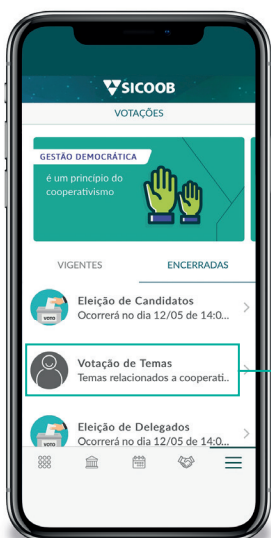 SICOOB
VOTAÇÕES
GESTÃO DEMOCRÁTICA
é um princípio do
cooperativismo
VIGENTES ENCERRADAS
Eleição de Candidatos
VOTO
Ocorrerá no dia 12/05 de 14:0...
Votação de Temas
Temas relacionados a cooperati..
Eleição de Delegados
VOTO
Ocorrerá no dia 12/05 de 14:0...